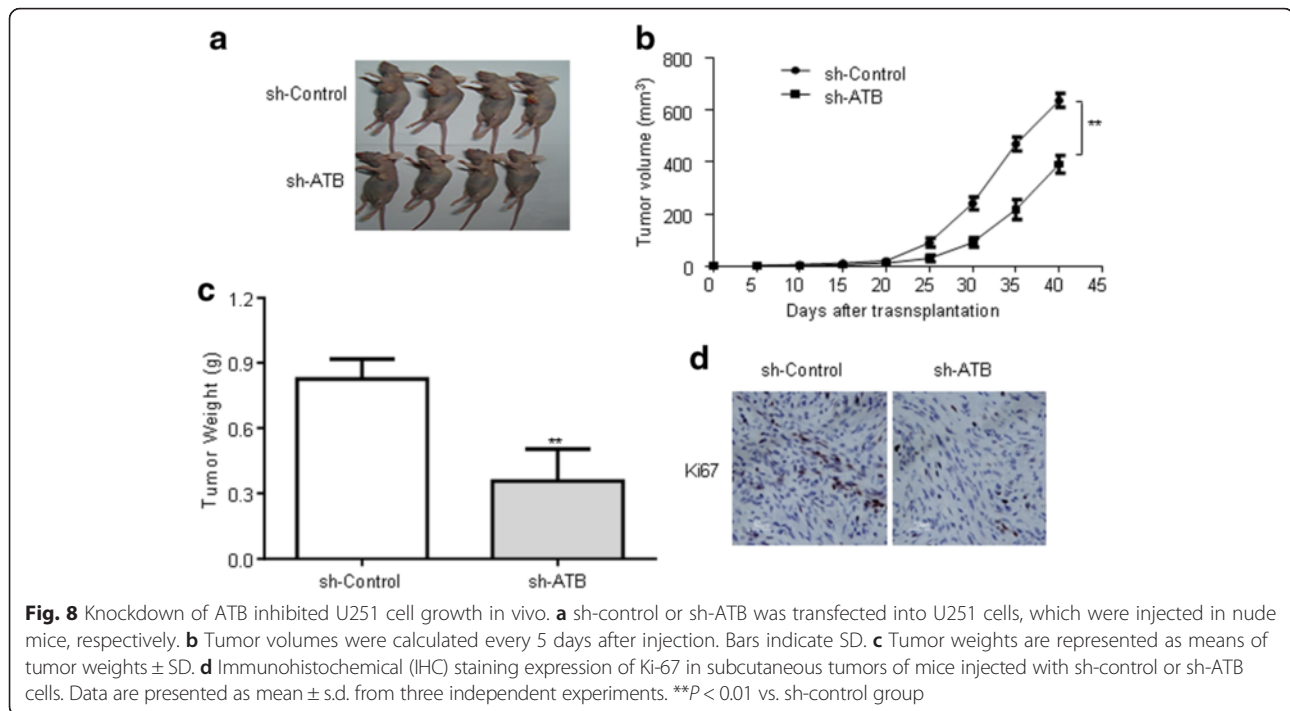 a
sh-Control
sh-ATB
b
800
600
400
200
0
Tumor volume (mm³)
sh-Control
sh-ATB
**
0 5 10 15 20 25 30 35 40 45
Days after trasnsplantation
c
1.2
0.9
0.6
0.3
0.0
Tumor Weight (g)
**
sh-Control sh-ATB
d
sh-Control sh-ATB
Ki67
Fig. 8 Knockdown of ATB inhibited U251 cell growth in vivo. a sh-control or sh-ATB was transfected into U251 cells, which were injected in nude
mice, respectively. b Tumor volumes were calculated every 5 days after injection. Bars indicate SD. c Tumor weights are represented as means of
tumor weights ± SD. d Immunohistochemical (IHC) staining expression of Ki-67 in subcutaneous tumors of mice injected with sh-control or sh-ATB
cells. Data are presented as mean ± s.d. from three independent experiments. **P < 0.01 vs. sh-control group